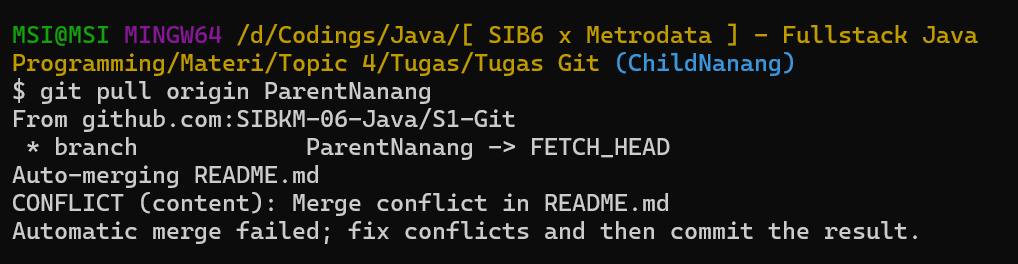 MSI@MSI MINGW64 /d/Codings/Java/[ SIB6 x Metrodata ] - Fullstack Java
Programming/Materi/Topic 4/Tugas/Tugas Git (ChildNanang)
$ git pull origin ParentNanang
From github.com:SIBKM-06-Java/S1-Git
 * branch            ParentNanang -> FETCH_HEAD
Auto-merging README.md
CONFLICT (content): Merge conflict in README.md
Automatic merge failed; fix conflicts and then commit the result.